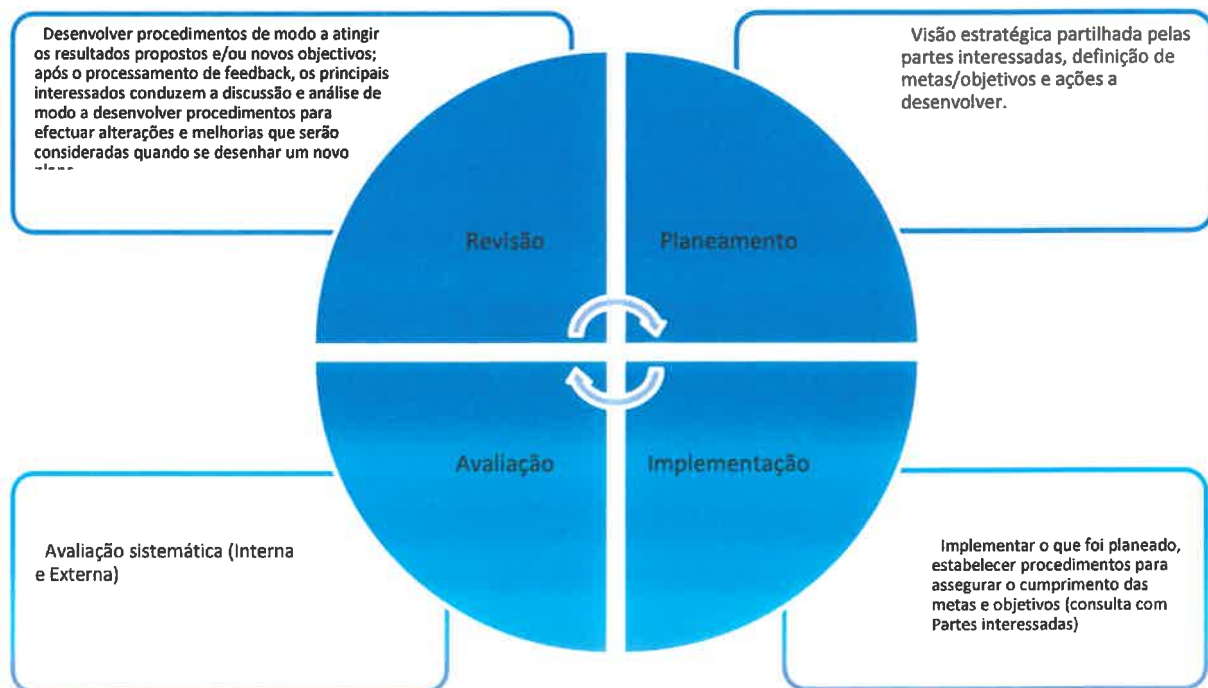 Desenvolver procedimentos de modo a atingir
os resultados propostos e/ou novos objectivos;
após o processamento de feedback, os principais
interessados conduzem a discussão e análise de
modo a desenvolver procedimentos para
efectuar alterações e melhorias que serão
consideradas quando se desenhar um novo
Visão estratégica partilhada pelas
partes interessadas, definição de
metas/objetivos e ações a
desenvolver.
Revisão
Planeamento
Avaliação
Implementação
Avaliação sistemática (Interna
e Externa)
Implementar o que foi planeado,
estabelecer procedimentos para
assegurar o cumprimento das
metas e objetivos (consulta com
Partes interessadas)